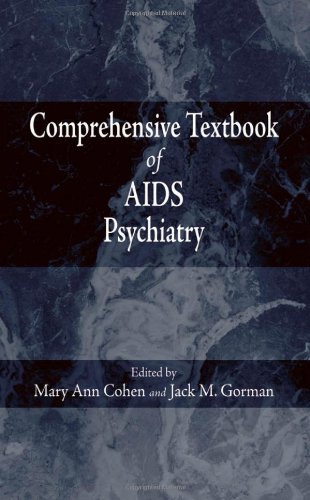 Comprehensive Textbook
of
AIDS
Psychiatry
Edited by
Mary Ann Cohen and Jack M. Gorman